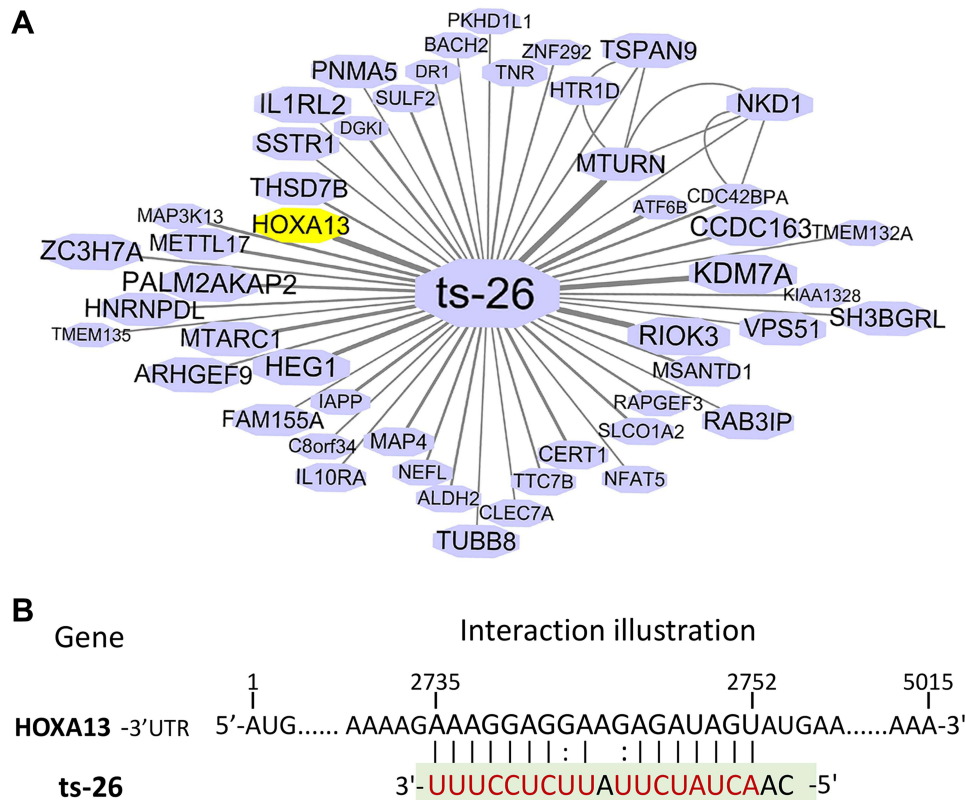 A
PKHD1L1
BACH2
ZNF292
TSPAN9
PNMA5
DR1
TNR
HTR1D
IL1RL2
SULF2
NKD1
SSTR1
DGKI
MTURN
THSD7B
CDC42BPA
MAP3K13
HOXA13
ATF6B
CCDC163
TMEM132A
ZC3H7A
METTL17
PALM2AKAP2
ts-26
KDM7A
KIAA1328
HNRNPDL
SH3BGRL
TMEM135
MTARC1
RIOK3
VPS51
ARHGEF9
HEG1
MSANTD1
FAM155A
IAPP
RAPGEF3
RAB3IP
C8orf34
MAP4
SLCO1A2
IL10RA
NEFL
CERT1
NFAT5
ALDH2
TTC7B
CLEC7A
TUBB8
B
Gene
Interaction illustration
1 2735 2752 5015
HOXA13 -3’UTR 5’-AUG...... AAAAGAAAGGAGGAAGAGAUAGUAUGAA......AAA-3'
| | | | | | | : | : | | | | | | | |
ts-26 3'-UUUCCUCUUAUUCUAUCAAC -5'